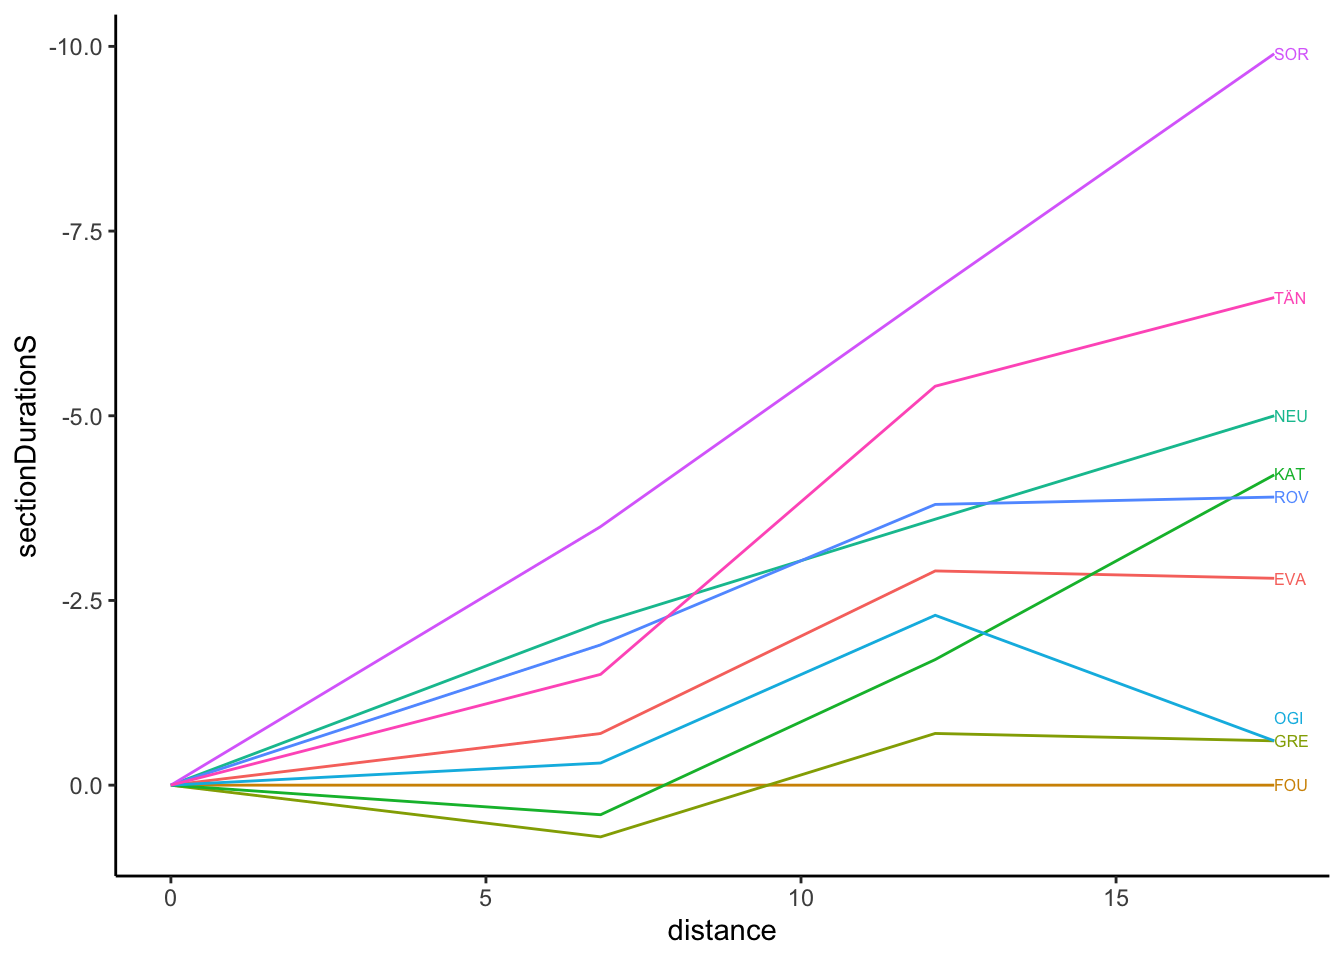 -10.0
-7.5
-5.0
-2.5
0.0
sectionDurationS
SOR
TÄN
NEU
KAT
ROV
EVA
OGI
GRE
FOU
0 5 10 15
distance